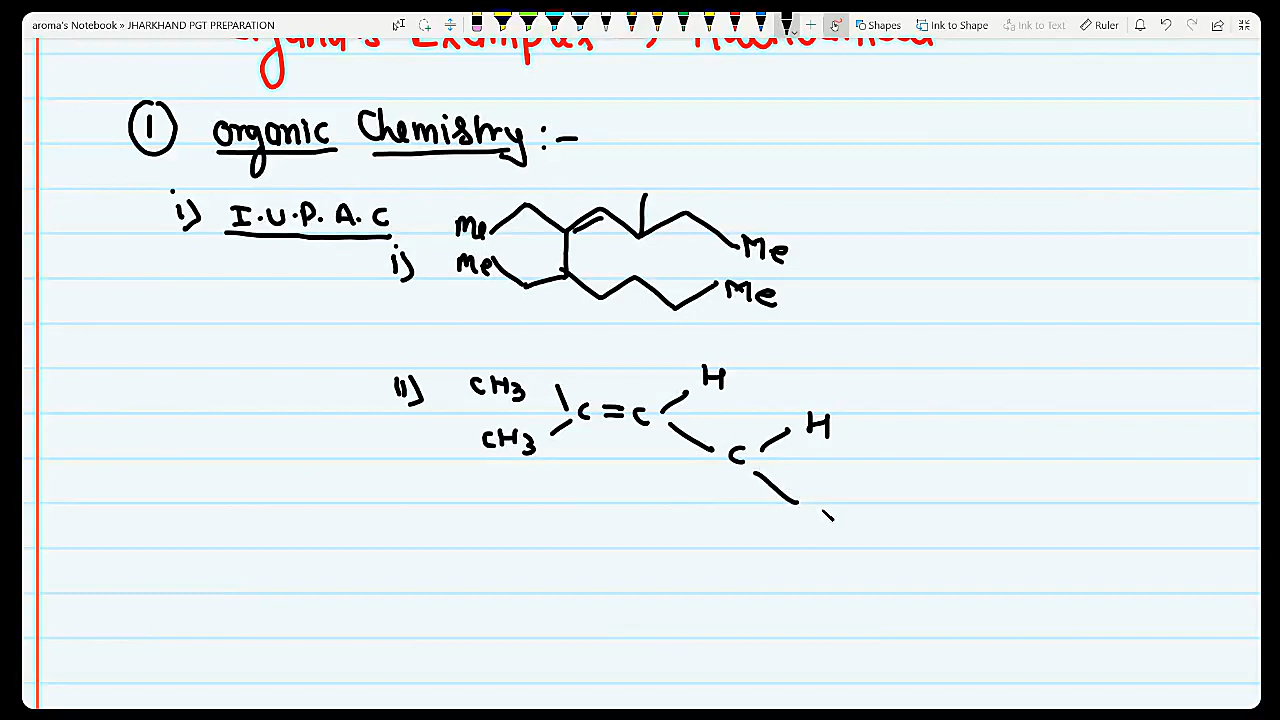 aroma's Notebook » JHARKHAND PGT PREPARATION
Shapes Ink to Shape Ink to Text Ruler
① organic Chemistry :-
i) I.U.P.A.C
i) Me Me
Me Me
ii) CH3 C = C H
CH3 C H